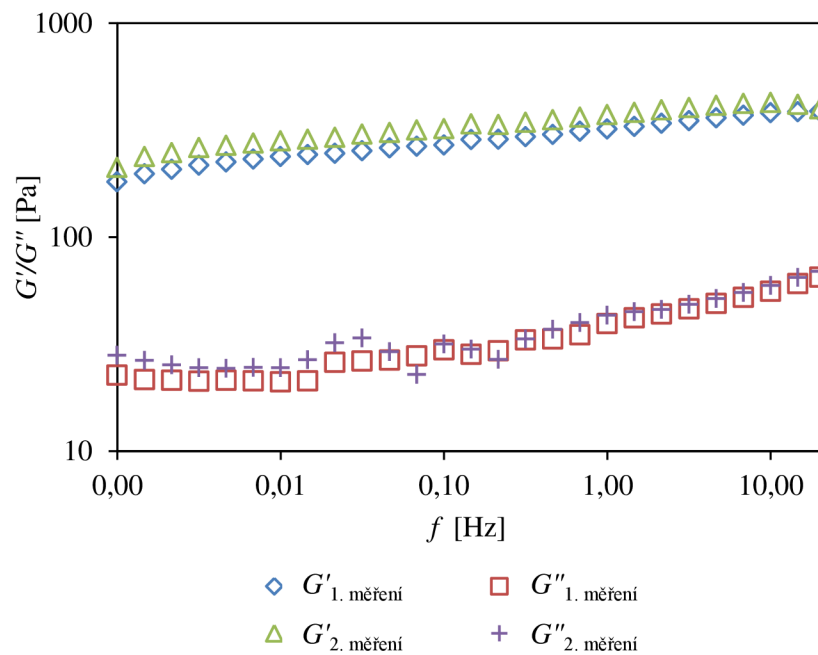 1000
100
10
G'/G'' [Pa]
0,00 0,01 0,10 1,00 10,00
f [Hz]
G'1. měření G''1. měření
G'2. měření G''2. měření